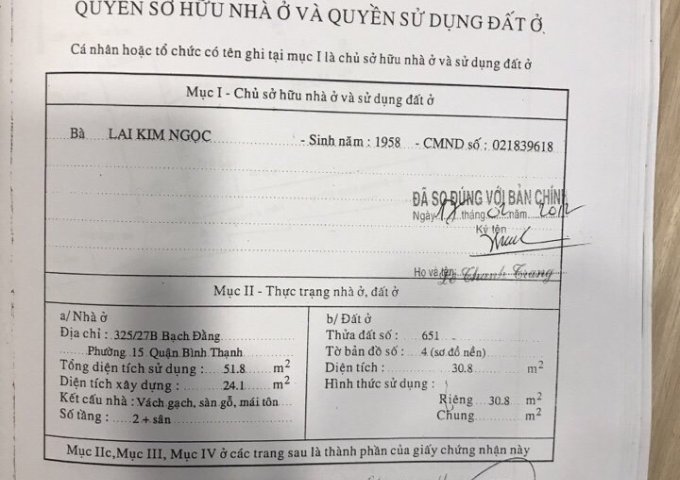 QUYỀN SỞ HỮU NHÀ Ở VÀ QUYỀN SỬ DỤNG ĐẤT Ở.
Cá nhân hoặc tổ chức có tên ghi tại mục I là chủ sở hữu nhà ở và sử dụng đất ở
Mục I - Chủ sở hữu nhà ở và sử dụng đất ở
Bà LAI KIM NGỌC - Sinh năm : 1958 - CMND số : 021839618
ĐÃ SO ĐÚNG VỚI BẢN CHÍNH
Ngày tháng năm 2012
Ký tên
Họ và tên Lê Thanh Trang
Mục II - Thực trạng nhà ở, đất ở
a/ Nhà ở
Địa chỉ : 325/27B Bạch Đằng
Phường 15 Quận Bình Thạnh
Tổng diện tích sử dụng : 51.8 m2
Diện tích xây dựng : 24.1 m2
Kết cấu nhà : Vách gạch, sàn gỗ, mái tôn
Số tầng : 2 + sân
b/ Đất ở
Thửa đất số : 651
Tờ bản đồ số : 4 (sơ đồ nền)
Diện tích : 30.8 m2
Hình thức sử dụng :
Riêng 30.8 m2
Chung m2
Mục IIc, Mục III, Mục IV ở các trang sau là thành phần của giấy chứng nhận này